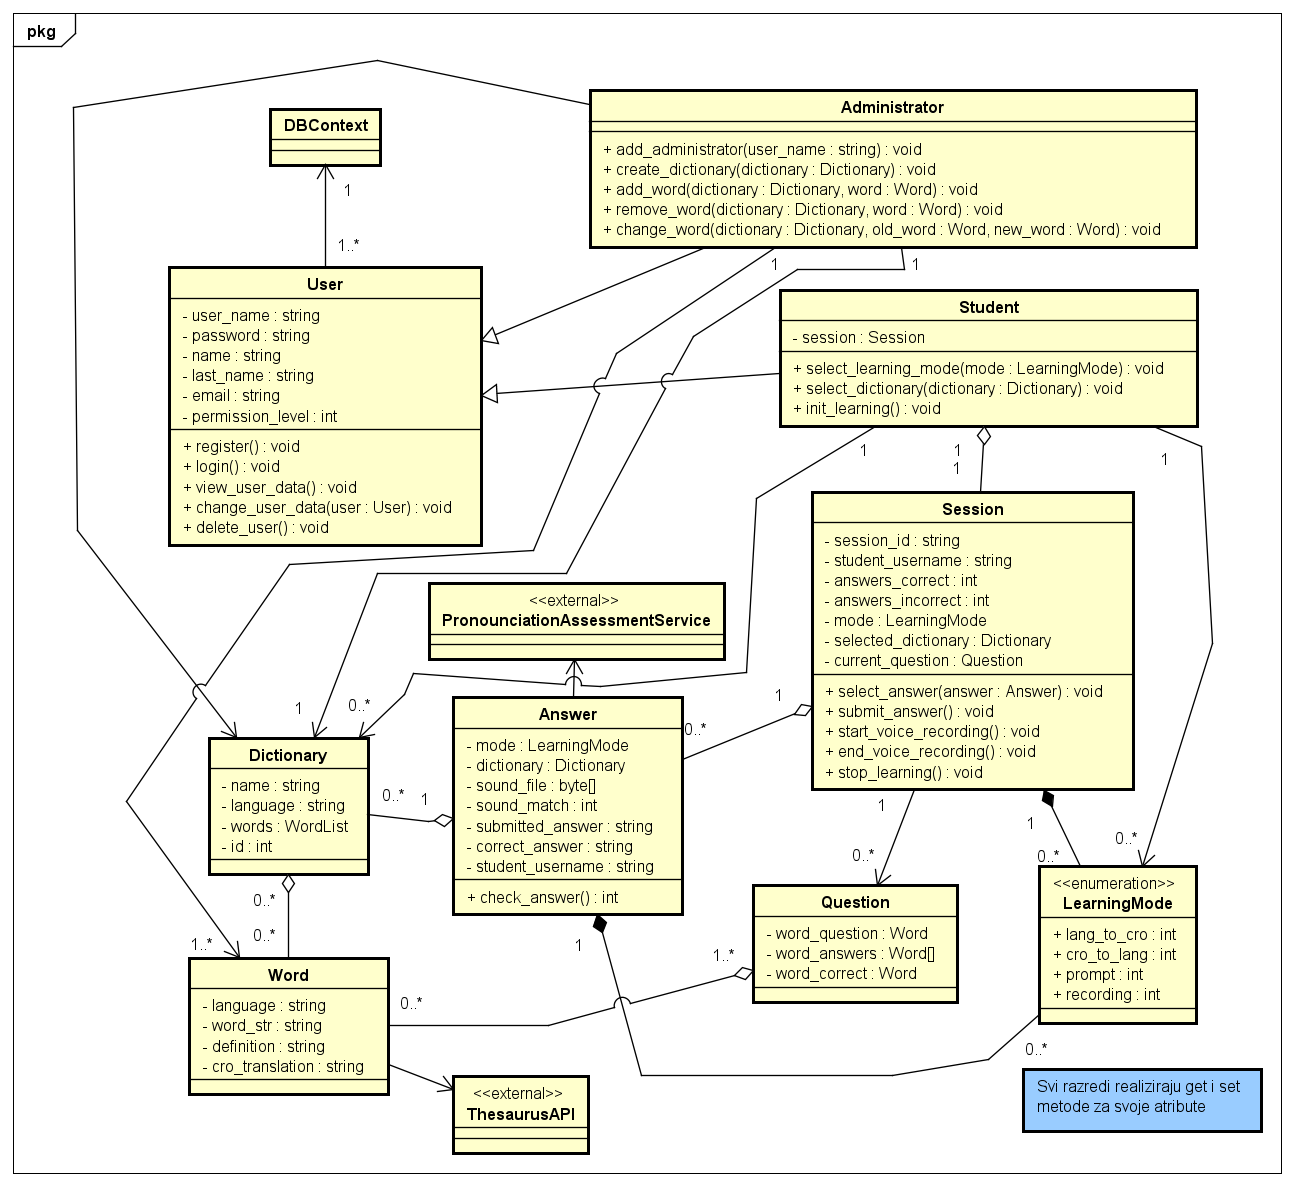 pkg
DBContext
1
1..*
Administrator
+ add_administrator(user_name : string) : void
+ create_dictionary(dictionary : Dictionary) : void
+ add_word(dictionary : Dictionary, word : Word) : void
+ remove_word(dictionary : Dictionary, word : Word) : void
+ change_word(dictionary : Dictionary, old_word : Word, new_word : Word) : void
1
1
User
- user_name : string
- password : string
- name : string
- last_name : string
- email : string
- permission_level : int
+ register() : void
+ login() : void
+ view_user_data() : void
+ change_user_data(user : User) : void
+ delete_user() : void
Student
- session : Session
+ select_learning_mode(mode : LearningMode) : void
+ select_dictionary(dictionary : Dictionary) : void
+ init_learning() : void
1
1
1
1
Session
- session_id : string
- student_username : string
- answers_correct : int
- answers_incorrect : int
- mode : LearningMode
- selected_dictionary : Dictionary
- current_question : Question
+ select_answer(answer : Answer) : void
+ submit_answer() : void
+ start_voice_recording() : void
+ end_voice_recording() : void
+ stop_learning() : void
<<external>>
PronounciationAssessmentService
1
0..*
1
0..*
Answer
- mode : LearningMode
- dictionary : Dictionary
- sound_file : byte[]
- sound_match : int
- submitted_answer : string
- correct_answer : string
- student_username : string
+ check_answer() : int
Dictionary
- name : string
- language : string
- words : WordList
- id : int
0..*
1
1
0..*
1
0..*
0..*
<<enumeration>>
LearningMode
+ lang_to_cro : int
+ cro_to_lang : int
+ prompt : int
+ recording : int
Question
- word_question : Word
- word_answers : Word[]
- word_correct : Word
0..*
0..*
1..*
1
1..*
0..*
0..*
Word
- language : string
- word_str : string
- definition : string
- cro_translation : string
<<external>>
ThesaurusAPI
Svi razredi realiziraju get i set
metode za svoje atribute